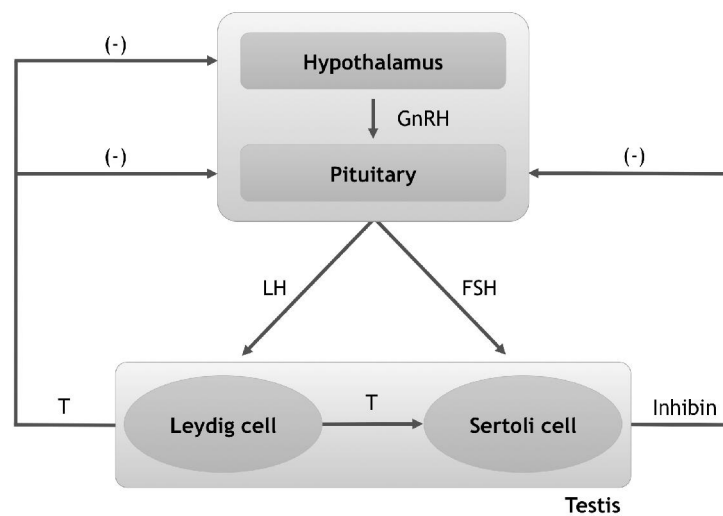 (-)
Hypothalamus
GnRH
(-)
Pituitary
(-)
LH
FSH
T
Leydig cell
T
Sertoli cell
Inhibin
Testis